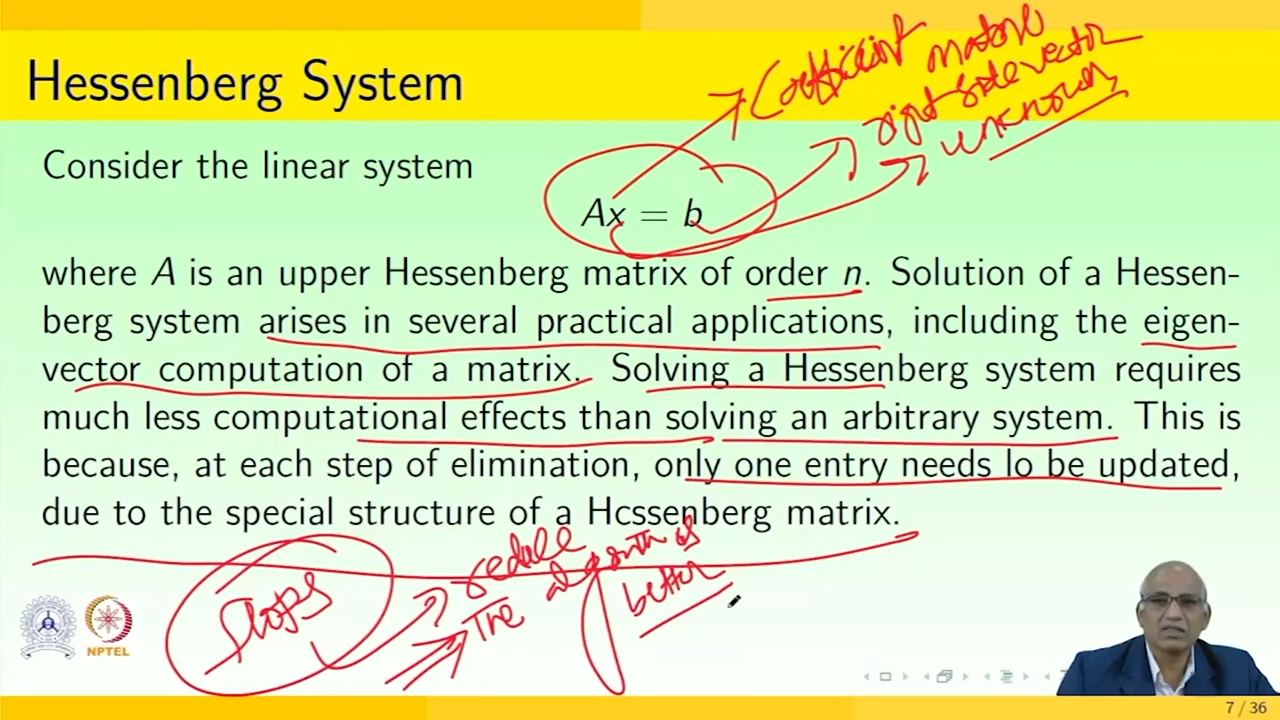 Hessenberg System
Coefficient matrix
right side vector
unknown
Consider the linear system
Ax = b
where A is an upper Hessenberg matrix of order n. Solution of a Hessen-
berg system arises in several practical applications, including the eigen-
vector computation of a matrix. Solving a Hessenberg system requires
much less computational effects than solving an arbitrary system. This is
because, at each step of elimination, only one entry needs lo be updated,
due to the special structure of a Hcssenberg matrix.
flops
reduce
The algorithm is
better
NPTEL
7 / 36